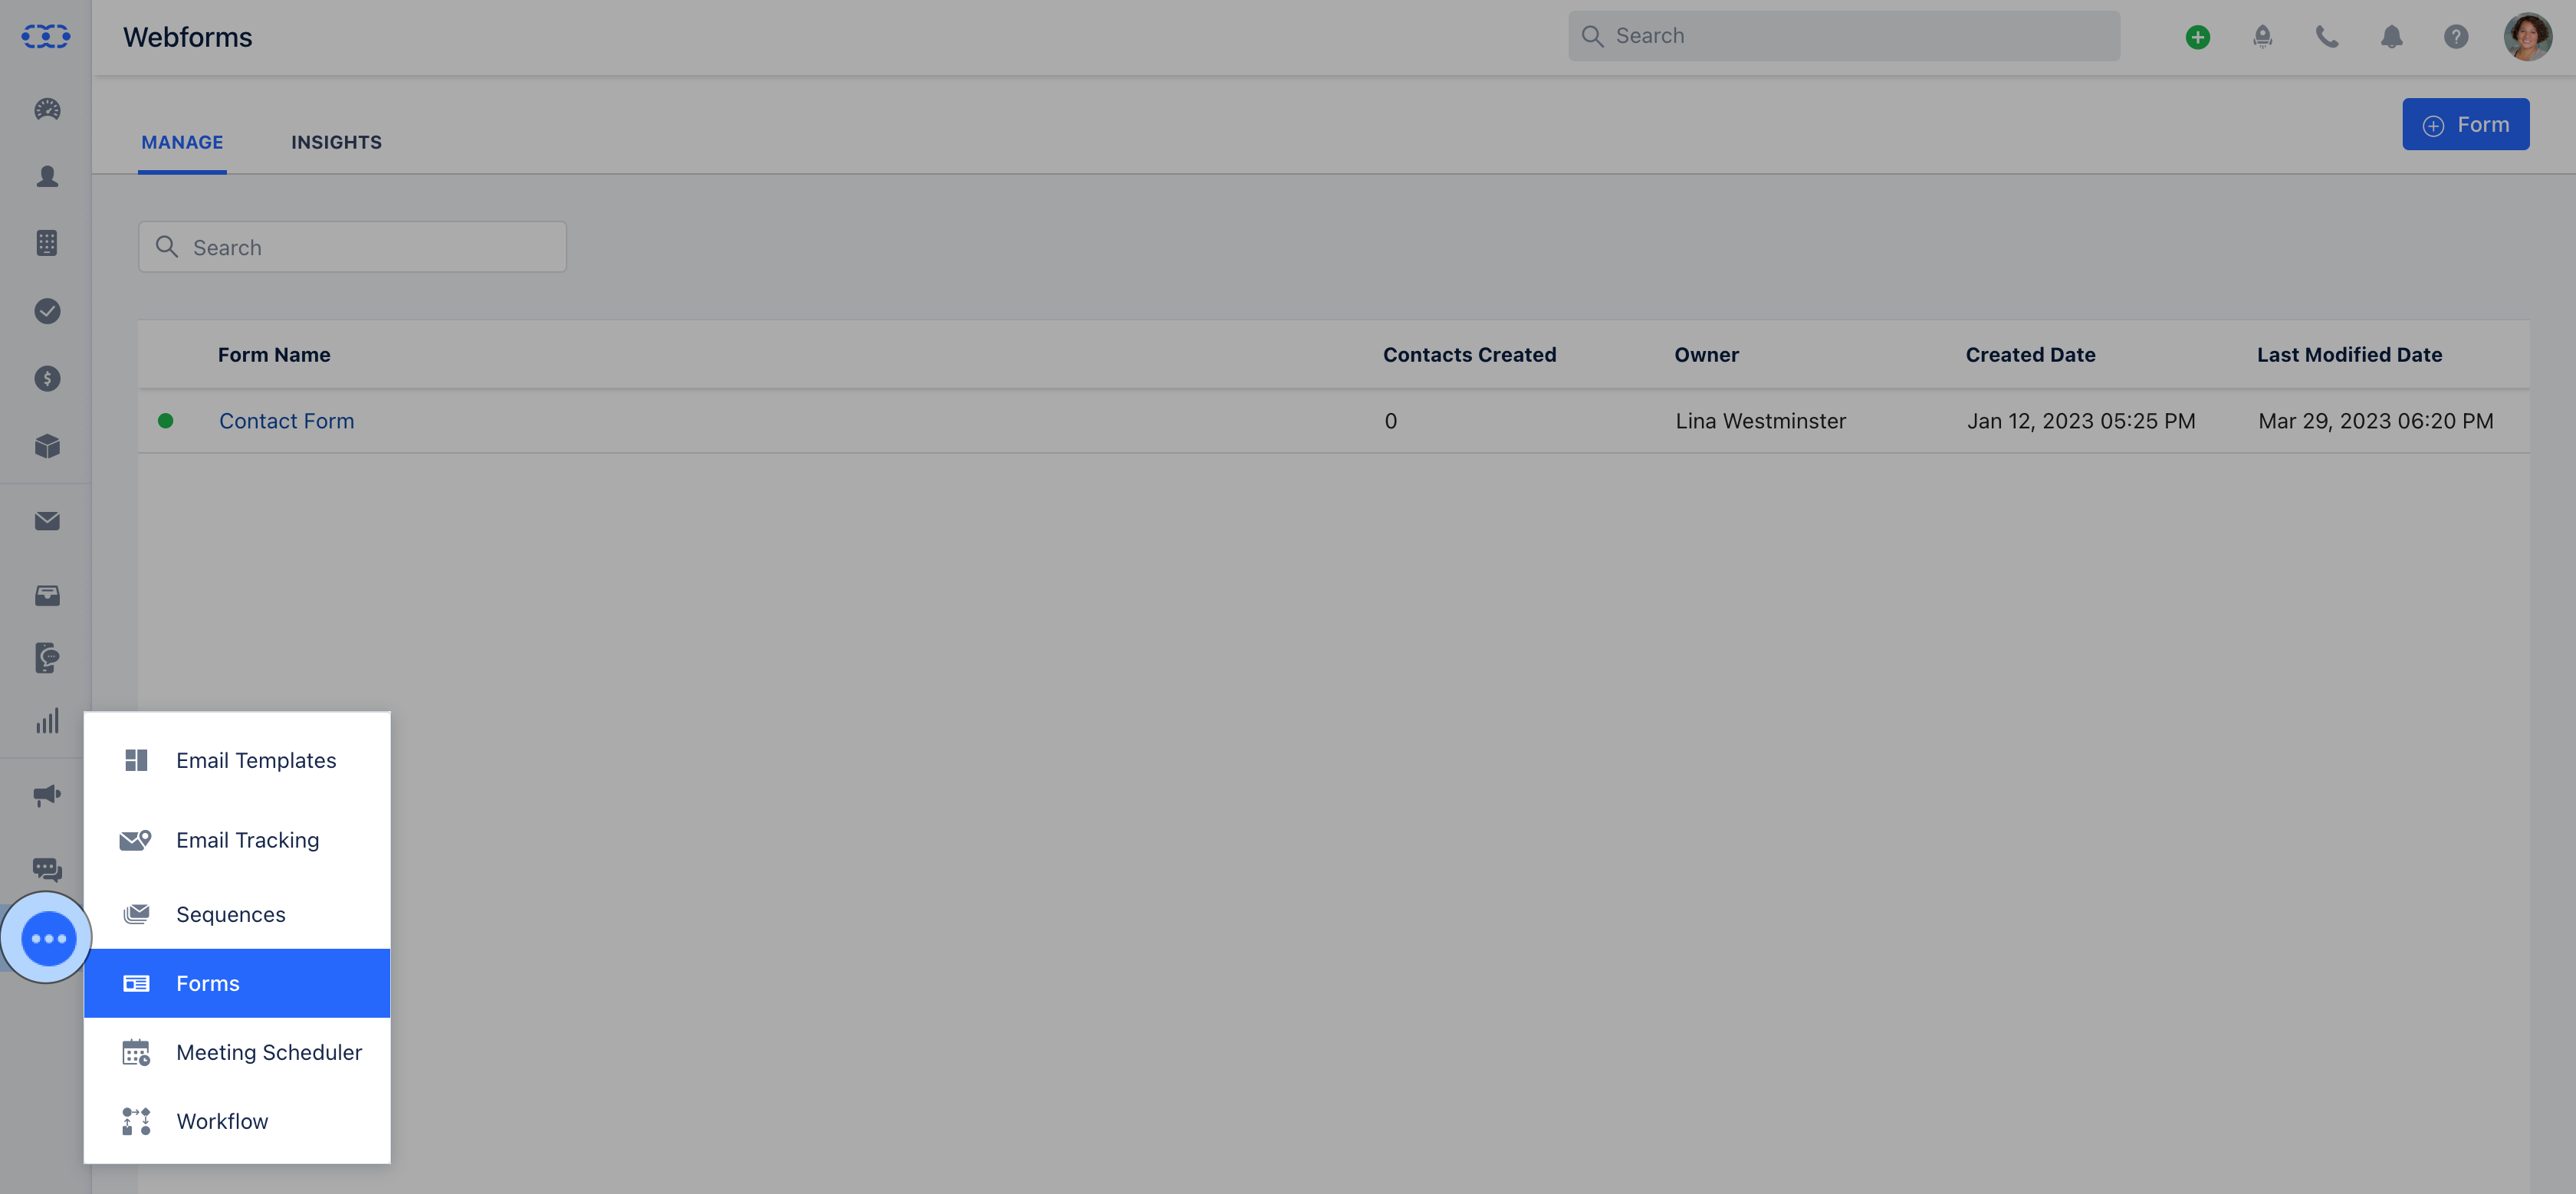 Webforms
Search
MANAGE
INSIGHTS
Form
Search
Form Name
Contacts Created
Owner
Created Date
Last Modified Date
Contact Form
0
Lina Westminster
Jan 12, 2023 05:25 PM
Mar 29, 2023 06:20 PM
Email Templates
Email Tracking
Sequences
Forms
Meeting Scheduler
Workflow